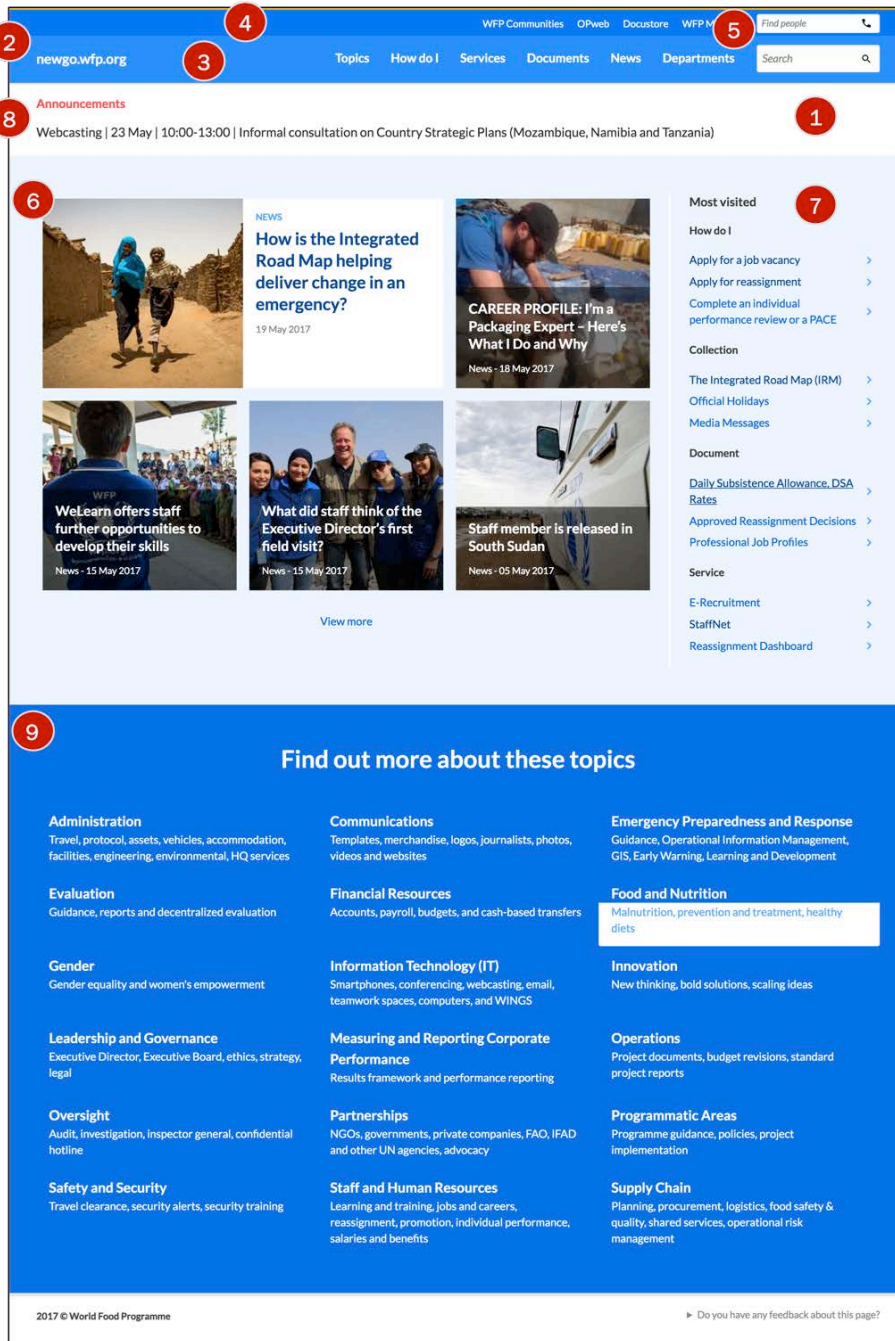 4
WFP Communities OPweb Docustore WFP M
5
Find people
2
newgo.wfp.org
3
Topics How do I Services Documents News Departments
Search
Announcements
8
1
Webcasting | 23 May | 10:00-13:00 | Informal consultation on Country Strategic Plans (Mozambique, Namibia and Tanzania)
6
NEWS
How is the Integrated
Road Map helping
deliver change in an
emergency?
19 May 2017
CAREER PROFILE: I'm a
Packaging Expert – Here's
What I Do and Why
News - 18 May 2017
WFP
WeLearn offers staff
further opportunities to
develop their skills
News - 15 May 2017
What did staff think of the
Executive Director's first
field visit?
News - 15 May 2017
Staff member is released in
South Sudan
News - 05 May 2017
View more
Most visited
7
How do I
Apply for a job vacancy
Apply for reassignment
Complete an individual
performance review or a PACE
Collection
The Integrated Road Map (IRM)
Official Holidays
Media Messages
Document
Daily Subsistence Allowance, DSA
Rates
Approved Reassignment Decisions
Professional Job Profiles
Service
E-Recruitment
StaffNet
Reassignment Dashboard
9
Find out more about these topics
Administration
Travel, protocol, assets, vehicles, accommodation,
facilities, engineering, environmental, HQ services
Communications
Templates, merchandise, logos, journalists, photos,
videos and websites
Emergency Preparedness and Response
Guidance, Operational Information Management,
GIS, Early Warning, Learning and Development
Evaluation
Guidance, reports and decentralized evaluation
Financial Resources
Accounts, payroll, budgets, and cash-based transfers
Food and Nutrition
Malnutrition, prevention and treatment, healthy
diets
Gender
Gender equality and women's empowerment
Information Technology (IT)
Smartphones, conferencing, webcasting, email,
teamwork spaces, computers, and WINGS
Innovation
New thinking, bold solutions, scaling ideas
Leadership and Governance
Executive Director, Executive Board, ethics, strategy,
legal
Measuring and Reporting Corporate
Performance
Results framework and performance reporting
Operations
Project documents, budget revisions, standard
project reports
Oversight
Audit, investigation, inspector general, confidential
hotline
Partnerships
NGOs, governments, private companies, FAO, IFAD
and other UN agencies, advocacy
Programmatic Areas
Programme guidance, policies, project
implementation
Safety and Security
Travel clearance, security alerts, security training
Staff and Human Resources
Learning and training, jobs and careers,
reassignment, promotion, individual performance,
salaries and benefits
Supply Chain
Planning, procurement, logistics, food safety &
quality, shared services, operational risk
management
2017 © World Food Programme
▶ Do you have any feedback about this page?